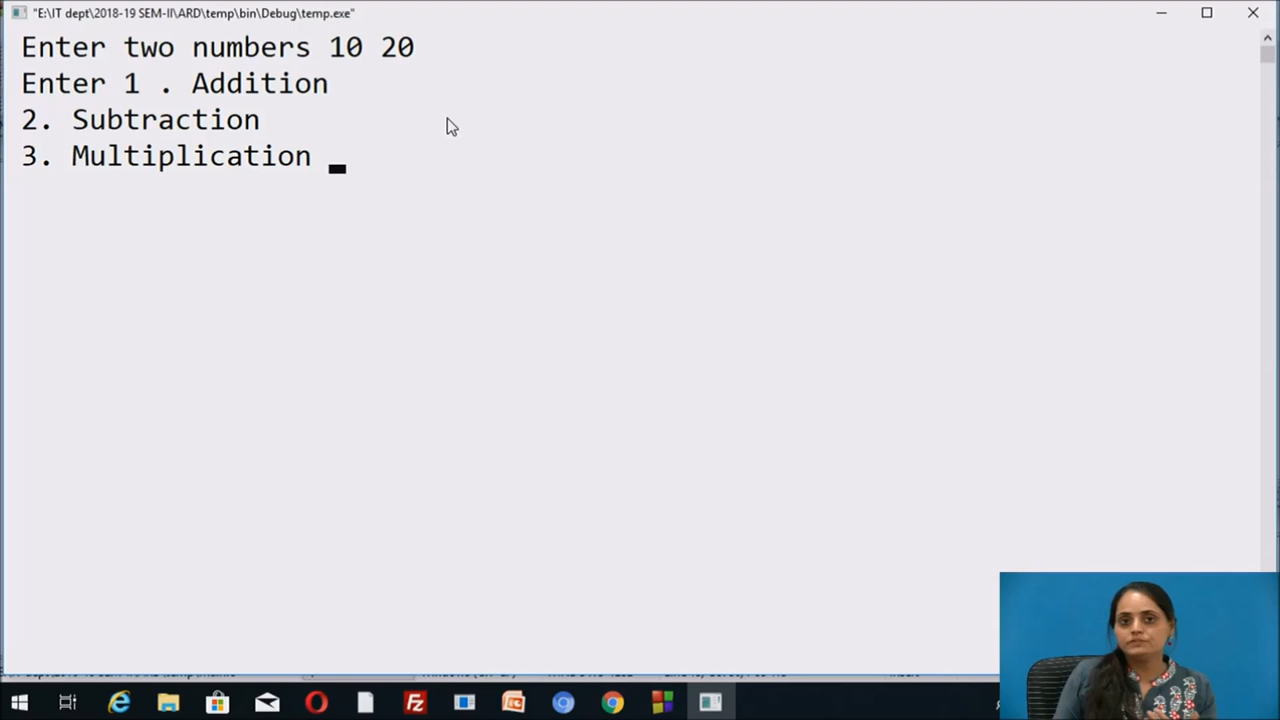 "E:\IT dept\2018-19 SEM-II\ARD\temp\bin\Debug\temp.exe"
Enter two numbers 10 20
Enter 1 . Addition
2. Subtraction
3. Multiplication